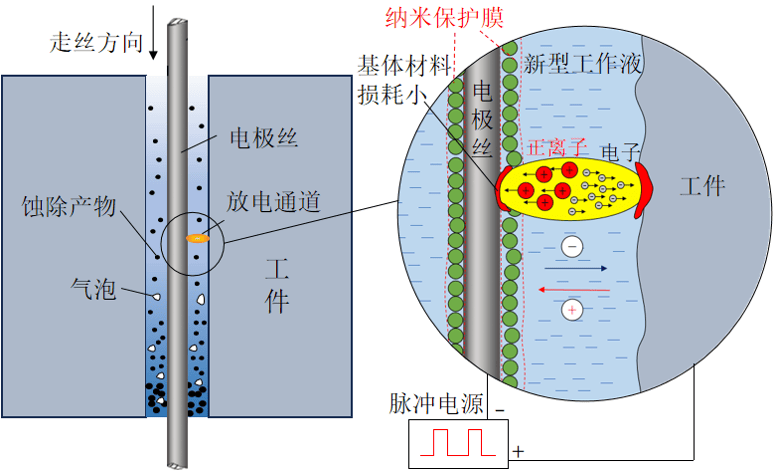 走丝方向
电极丝
蚀除产物
放电通道
气泡
工
件
纳米保护膜
基体材料
损耗小
新型工作液
电
极
丝
正离子
电子
工件
脉冲电源
−
+